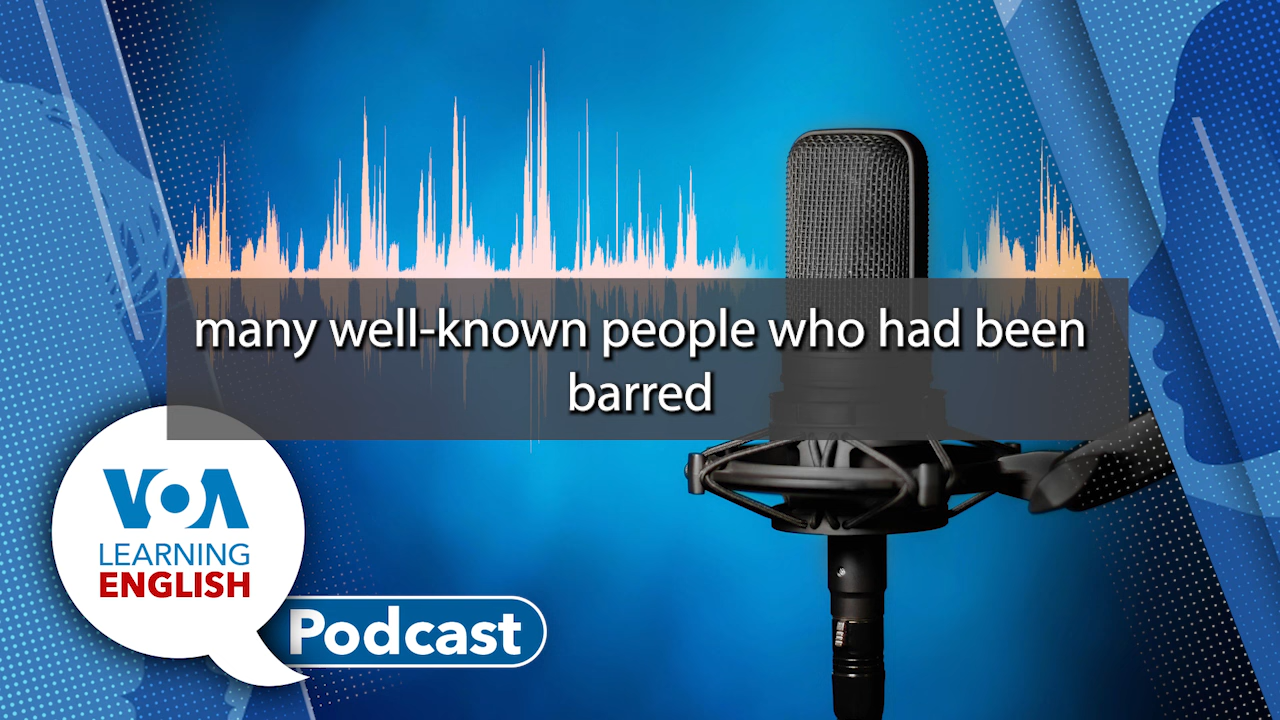 many well-known people who had been
barred
VOA
LEARNING
ENGLISH
Podcast